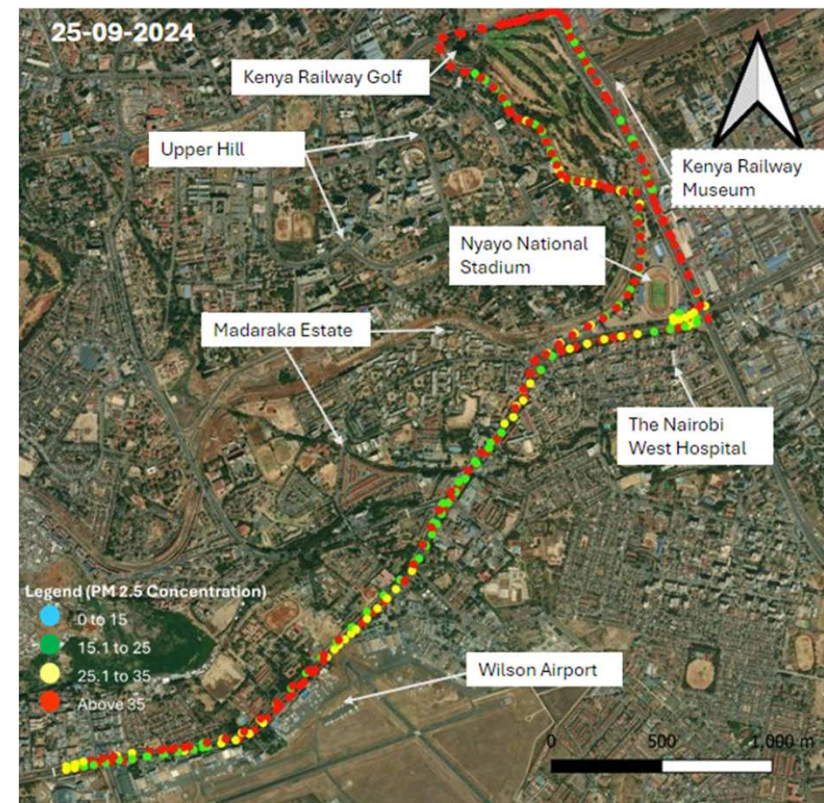 25-09-2024
Kenya Railway Golf
Upper Hill
Kenya Railway
Museum
Nyayo National
Stadium
Madaraka Estate
The Nairobi
West Hospital
Legend (PM 2.5 Concentration)
0 to 15
15.1 to 25
25.1 to 35
Above 35
Wilson Airport
0 500 1,000 m